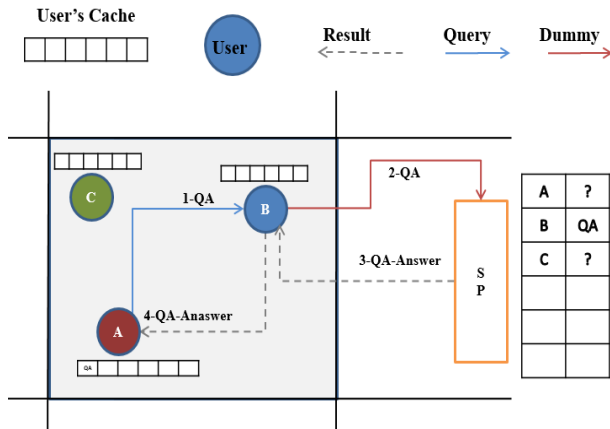 User's Cache
User
Result
Query
Dummy
C
1-QA
B
2-QA
A ?
B QA
C ?
3-QA-Answer
S
P
4-QA-Anaswer
A
QA